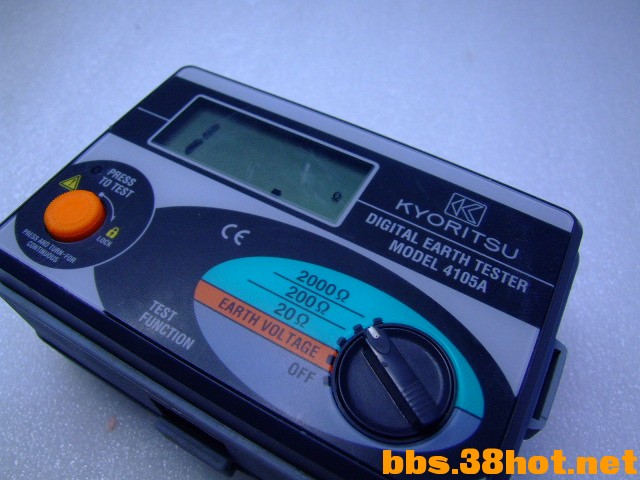 PRESS
TO TEST
LOCK
PRESS AND TURN-FOR
CONTINUOUS
Ω
KYORITSU
DIGITAL EARTH TESTER
MODEL 4105A
CE
2000Ω
200Ω
20Ω
EARTH VOLTAGE
OFF
TEST
FUNCTION
bbs.38hot.net